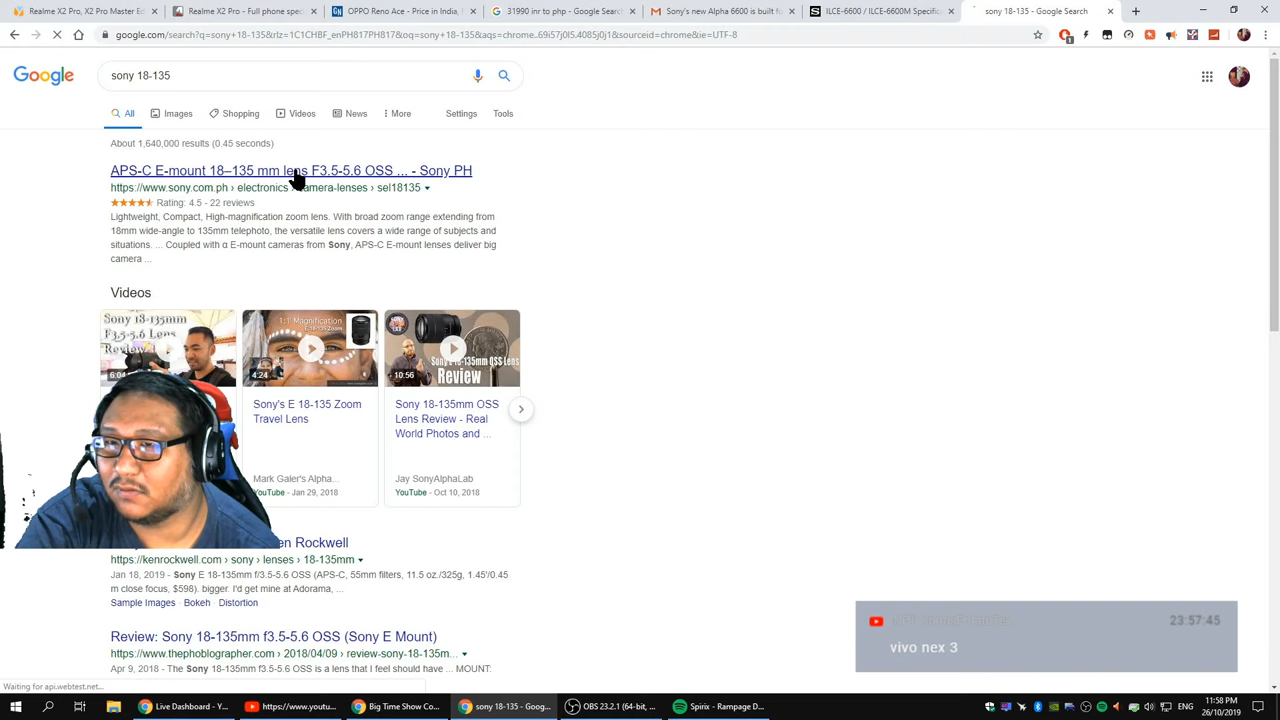 Realme X2 Pro, X2 Pro Master Edi
Realme X2 Pro - Full phone spec
OPPO Reno Ace - Price in India, F
31990 inr to php - Google Search
Sony's new Alpha 6600 is built fo
ILCE-6600 / ILCE-6600M Specific
sony 18-135 - Google Search
google.com/search?q=sony+18-135&rlz=1C1CHBF_enPH817PH817&oq=sony+18-135&aqs=chrome..69i57j0l5.4085j0j1&sourceid=chrome&ie=UTF-8
Google
sony 18-135
All
Images
Shopping
Videos
News
More
Settings
Tools
About 1,640,000 results (0.45 seconds)
APS-C E-mount 18–135 mm lens F3.5-5.6 OSS ... - Sony PH
https://www.sony.com.ph › electronics › camera-lenses › sel18135
Rating: 4.5 - 22 reviews
Lightweight, Compact, High-magnification zoom lens. With broad zoom range extending from
18mm wide-angle to 135mm telephoto, the versatile lens covers a wide range of subjects and
situations. ... Coupled with α E-mount cameras from Sony, APS-C E-mount lenses deliver big
camera ...
Videos
Sony 18-135mm
F3.5-5.6 Lens
Review
6:04
1:1 Magnification
E 18-135 Zoom
4:24
Sony E 18-135mm OSS Lens
Review
10:56
Sony's E 18-135 Zoom
Travel Lens
Mark Galer's Alpha...
YouTube - Jan 29, 2018
Sony 18-135mm OSS
Lens Review - Real
World Photos and ...
Jay SonyAlphaLab
YouTube - Oct 10, 2018
en Rockwell
https://kenrockwell.com › sony › lenses › 18-135mm
Jan 18, 2019 - Sony E 18-135mm f/3.5-5.6 OSS (APS-C, 55mm filters, 11.5 oz./325g, 1.45'/0.45
m close focus, $598). bigger. I'd get mine at Adorama, ...
Sample Images · Bokeh · Distortion
Review: Sony 18-135mm f3.5-5.6 OSS (Sony E Mount)
https://www.thephoblographer.com › 2018/04/09 › review-sony-18-135m...
Apr 9, 2018 - The Sony 18-135mm f3.5-5.6 OSS is a lens that I feel should have ... MOUNT:
23:57:45
vivo nex 3
Waiting for api.webtest.net...
Live Dashboard - Y...
https://www.youtu...
Big Time Show Co...
sony 18-135 - Goog...
OBS 23.2.1 (64-bit, ...
Spirix - Rampage D...
ENG
11:58 PM
26/10/2019